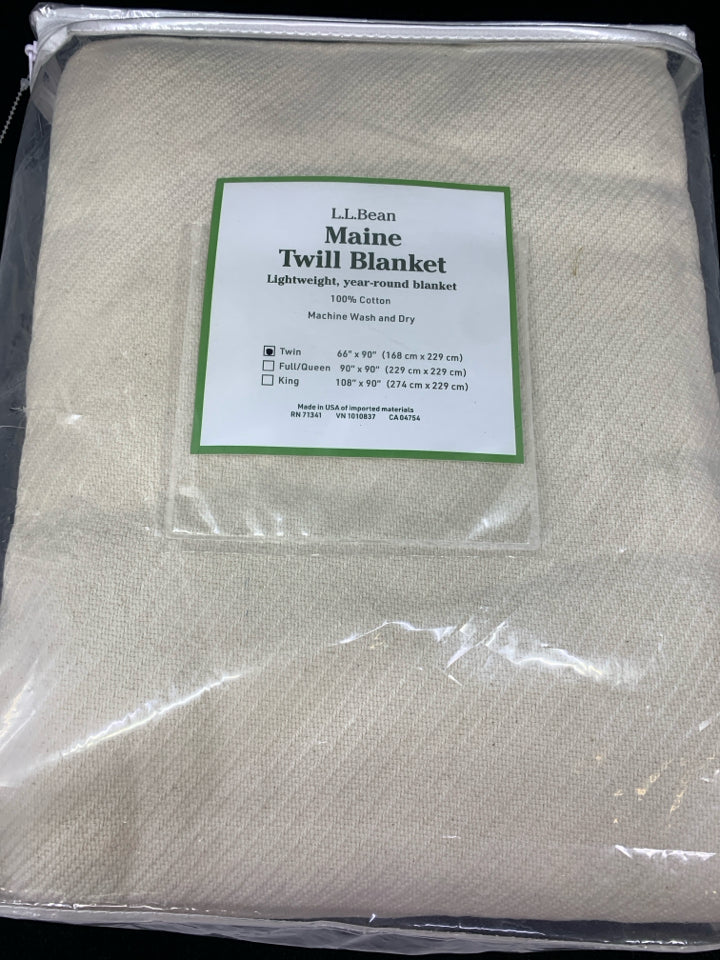 L.L.Bean
Maine
Twill Blanket
Lightweight, year-round blanket
100% Cotton
Machine Wash and Dry
Twin 66" x 90" (168 cm x 229 cm)
Full/Queen 90" x 90" (229 cm x 229 cm)
King 108" x 90" (274 cm x 229 cm)
Made in USA of imported materials
RN 71341 VN 1010837 CA 04754